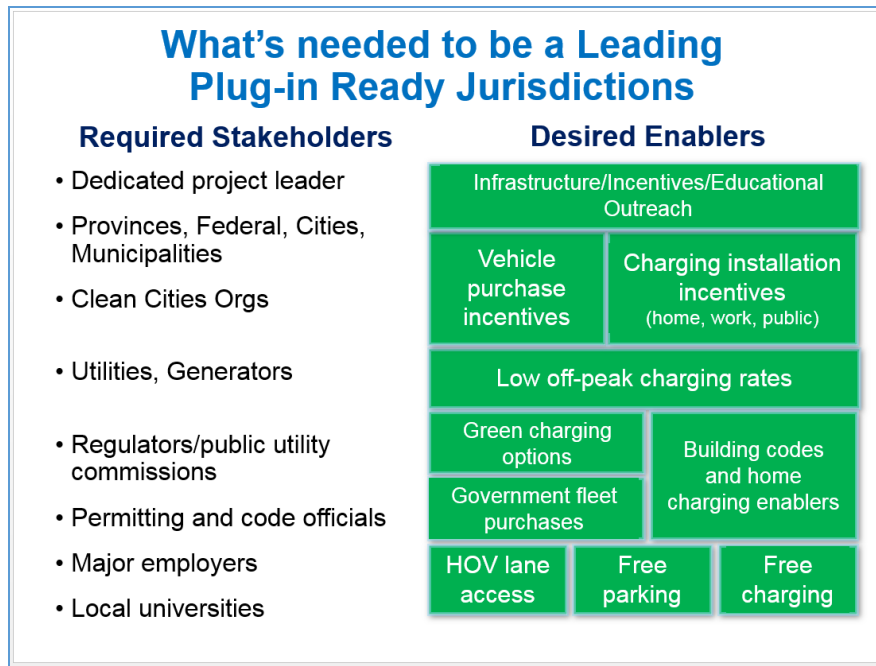 What's needed to be a Leading
Plug-in Ready Jurisdictions
Required Stakeholders
• Dedicated project leader
• Provinces, Federal, Cities,
Municipalities
• Clean Cities Orgs
• Utilities, Generators
• Regulators/public utility
commissions
• Permitting and code officials
• Major employers
• Local universities
Desired Enablers
Infrastructure/Incentives/Educational
Outreach
Vehicle
purchase
incentives
Charging installation
incentives
(home, work, public)
Low off-peak charging rates
Green charging
options
Government fleet
purchases
Building codes
and home
charging enablers
HOV lane
access
Free
parking
Free
charging